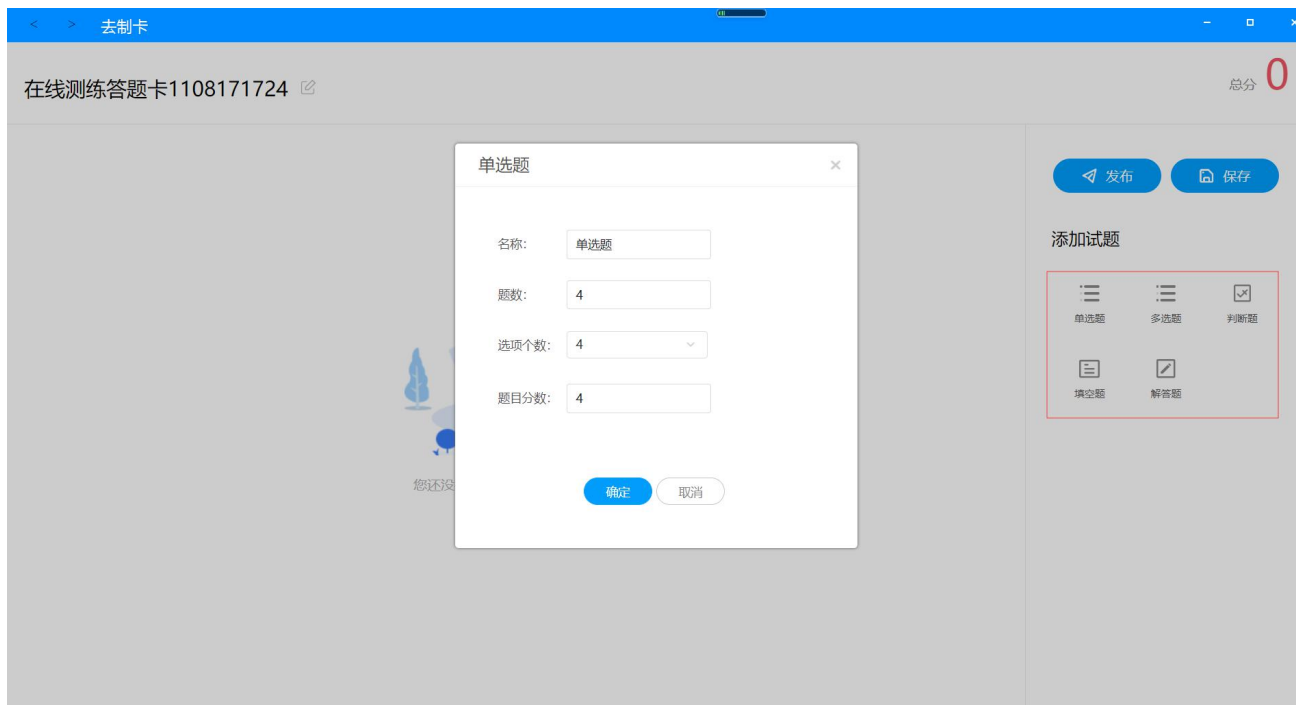 去制卡
在线测练答题卡1108171724
总分 0
单选题
名称： 单选题
题数： 4
选项个数： 4
题目分数： 4
确定 取消
您还没
发布 保存
添加试题
单选题 多选题 判断题
填空题 解答题